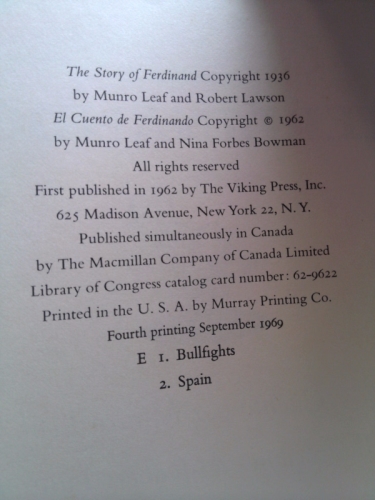 The Story of Ferdinand Copyright 1936
by Munro Leaf and Robert Lawson
El Cuento de Ferdinando Copyright © 1962
by Munro Leaf and Nina Forbes Bowman
All rights reserved
First published in 1962 by The Viking Press, Inc.
625 Madison Avenue, New York 22, N. Y.
Published simultaneously in Canada
by The Macmillan Company of Canada Limited
Library of Congress catalog card number: 62-9622
Printed in the U. S. A. by Murray Printing Co.
Fourth printing September 1969
E 1. Bullfights
2. Spain